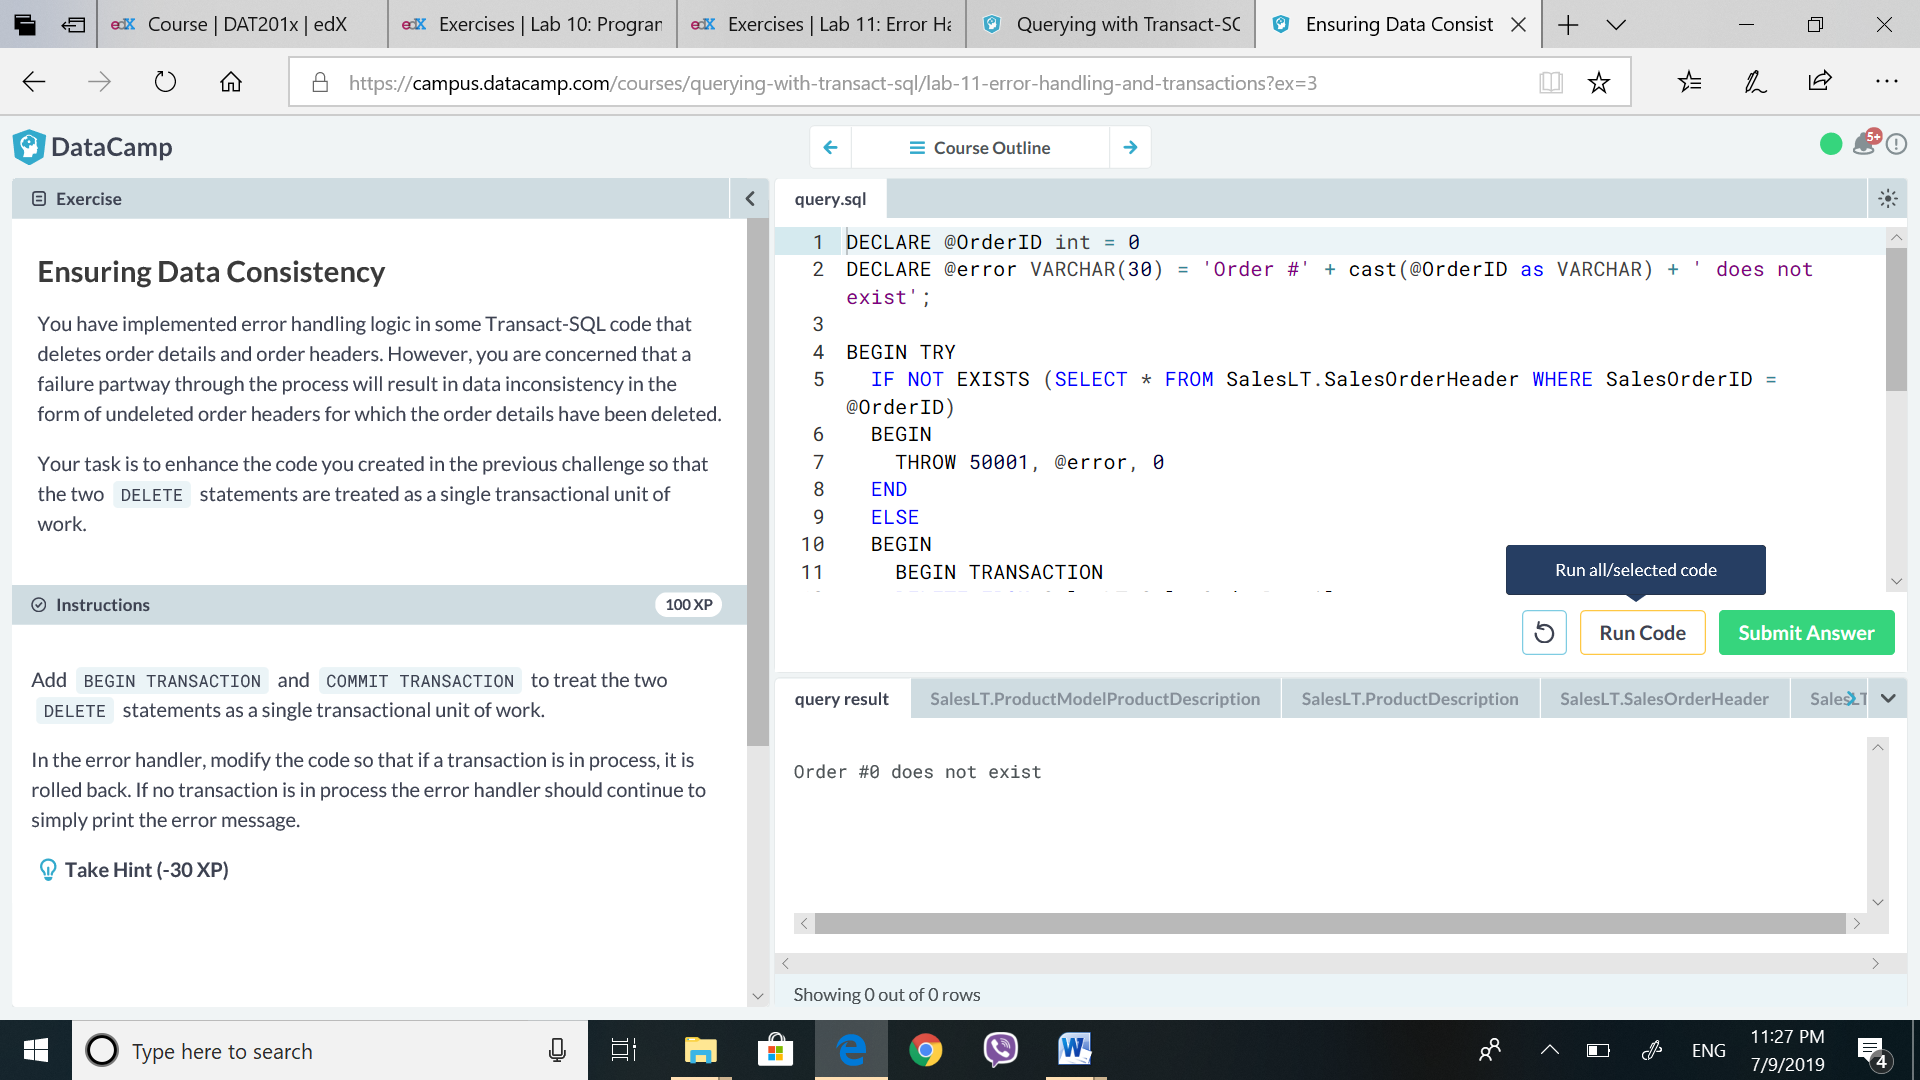 edX Course | DAT201x | edX
edX Exercises | Lab 10: Progran
edX Exercises | Lab 11: Error Ha
Querying with Transact-SQ
Ensuring Data Consist
https://campus.datacamp.com/courses/querying-with-transact-sql/lab-11-error-handling-and-transactions?ex=3
DataCamp
Course Outline
5+
Exercise
Ensuring Data Consistency
You have implemented error handling logic in some Transact-SQL code that
deletes order details and order headers. However, you are concerned that a
failure partway through the process will result in data inconsistency in the
form of undeleted order headers for which the order details have been deleted.
Your task is to enhance the code you created in the previous challenge so that
the two DELETE statements are treated as a single transactional unit of
work.
Instructions
100 XP
Add BEGIN TRANSACTION and COMMIT TRANSACTION to treat the two
DELETE statements as a single transactional unit of work.
In the error handler, modify the code so that if a transaction is in process, it is
rolled back. If no transaction is in process the error handler should continue to
simply print the error message.
Take Hint (-30 XP)
query.sql
1 DECLARE @OrderID int = 0
2 DECLARE @error VARCHAR(30) = 'Order #' + cast(@OrderID as VARCHAR) + ' does not
exist';
3
4 BEGIN TRY
5 IF NOT EXISTS (SELECT * FROM SalesLT.SalesOrderHeader WHERE SalesOrderID =
@OrderID)
6 BEGIN
7 THROW 50001, @error, 0
8 END
9 ELSE
10 BEGIN
11 BEGIN TRANSACTION
Run all/selected code
Run Code
Submit Answer
query result
SalesLT.ProductModelProductDescription
SalesLT.ProductDescription
SalesLT.SalesOrderHeader
SalesLT
Order #0 does not exist
Showing 0 out of 0 rows
Type here to search
ENG
11:27 PM
7/9/2019
4